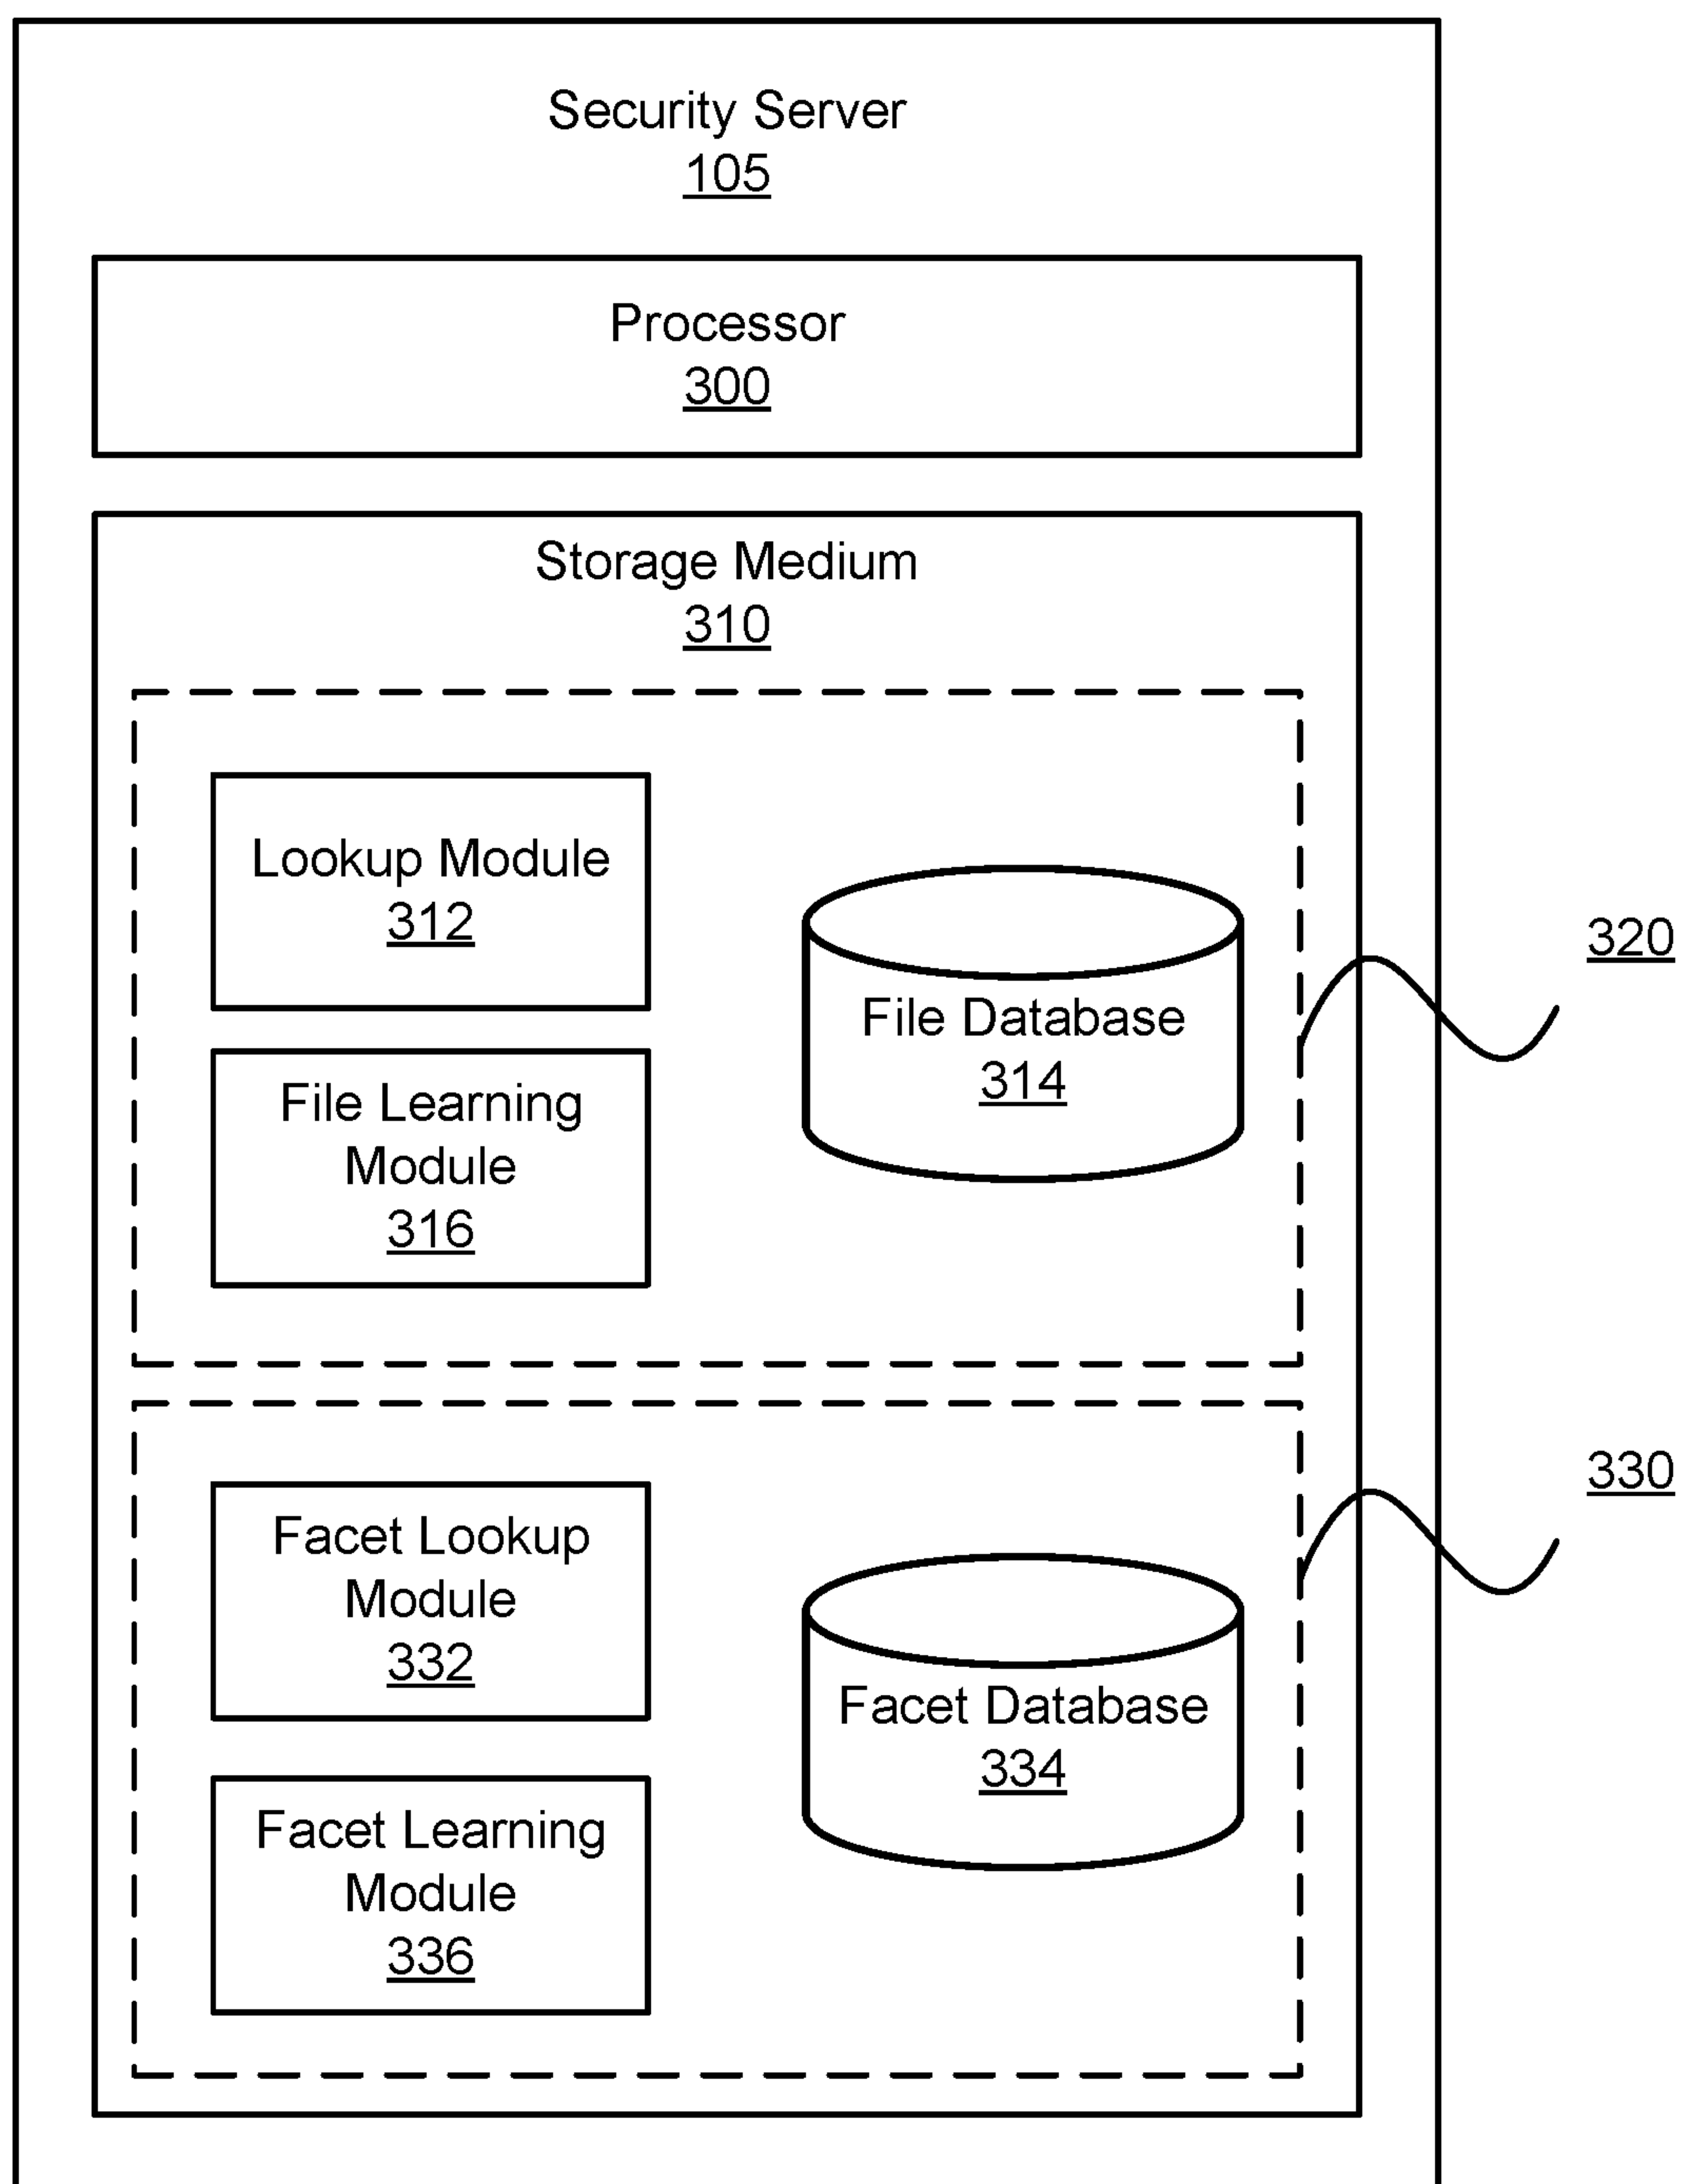 Security Server
105
Processor
300
Storage Medium
310
Lookup Module
312
File Database
314
File Learning
Module
316
320
Facet Lookup
Module
332
Facet Database
334
Facet Learning
Module
336
330